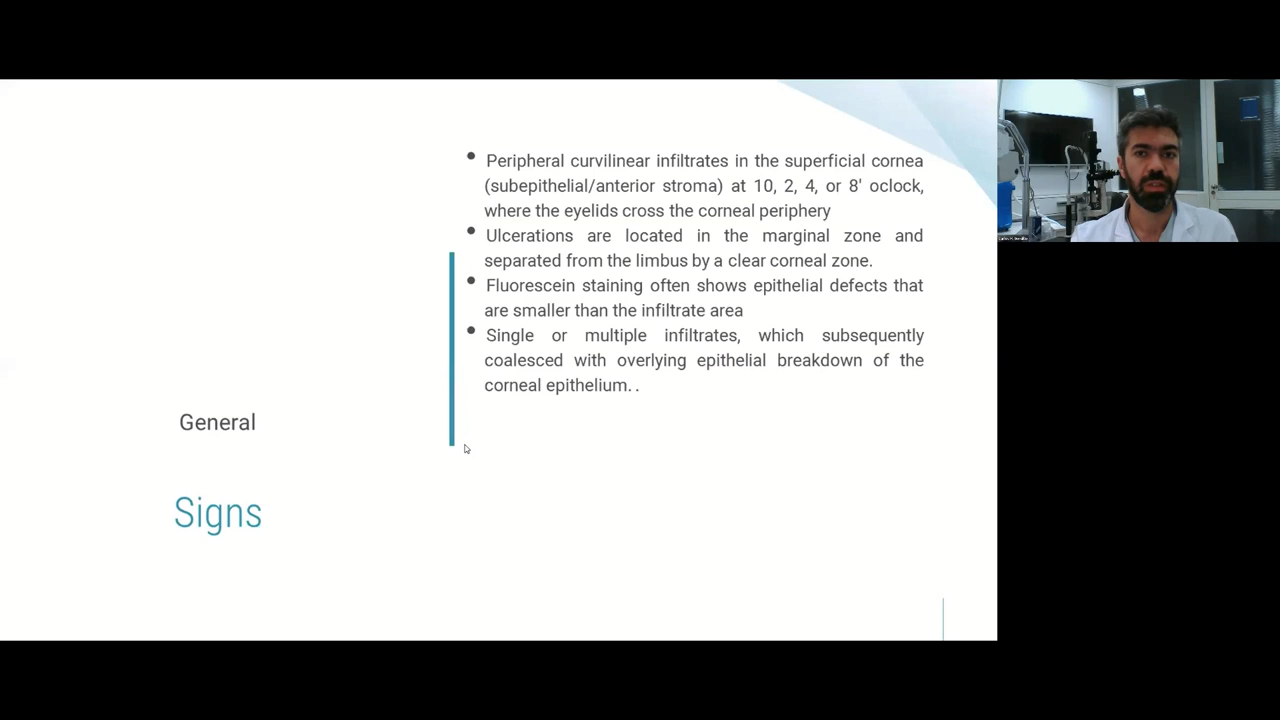 • Peripheral curvilinear infiltrates in the superficial cornea
(subepithelial/anterior stroma) at 10, 2, 4, or 8' oclock,
where the eyelids cross the corneal periphery
• Ulcerations are located in the marginal zone and
separated from the limbus by a clear corneal zone.
• Fluorescein staining often shows epithelial defects that
are smaller than the infiltrate area
• Single or multiple infiltrates, which subsequently
coalesced with overlying epithelial breakdown of the
corneal epithelium. .
General
Signs